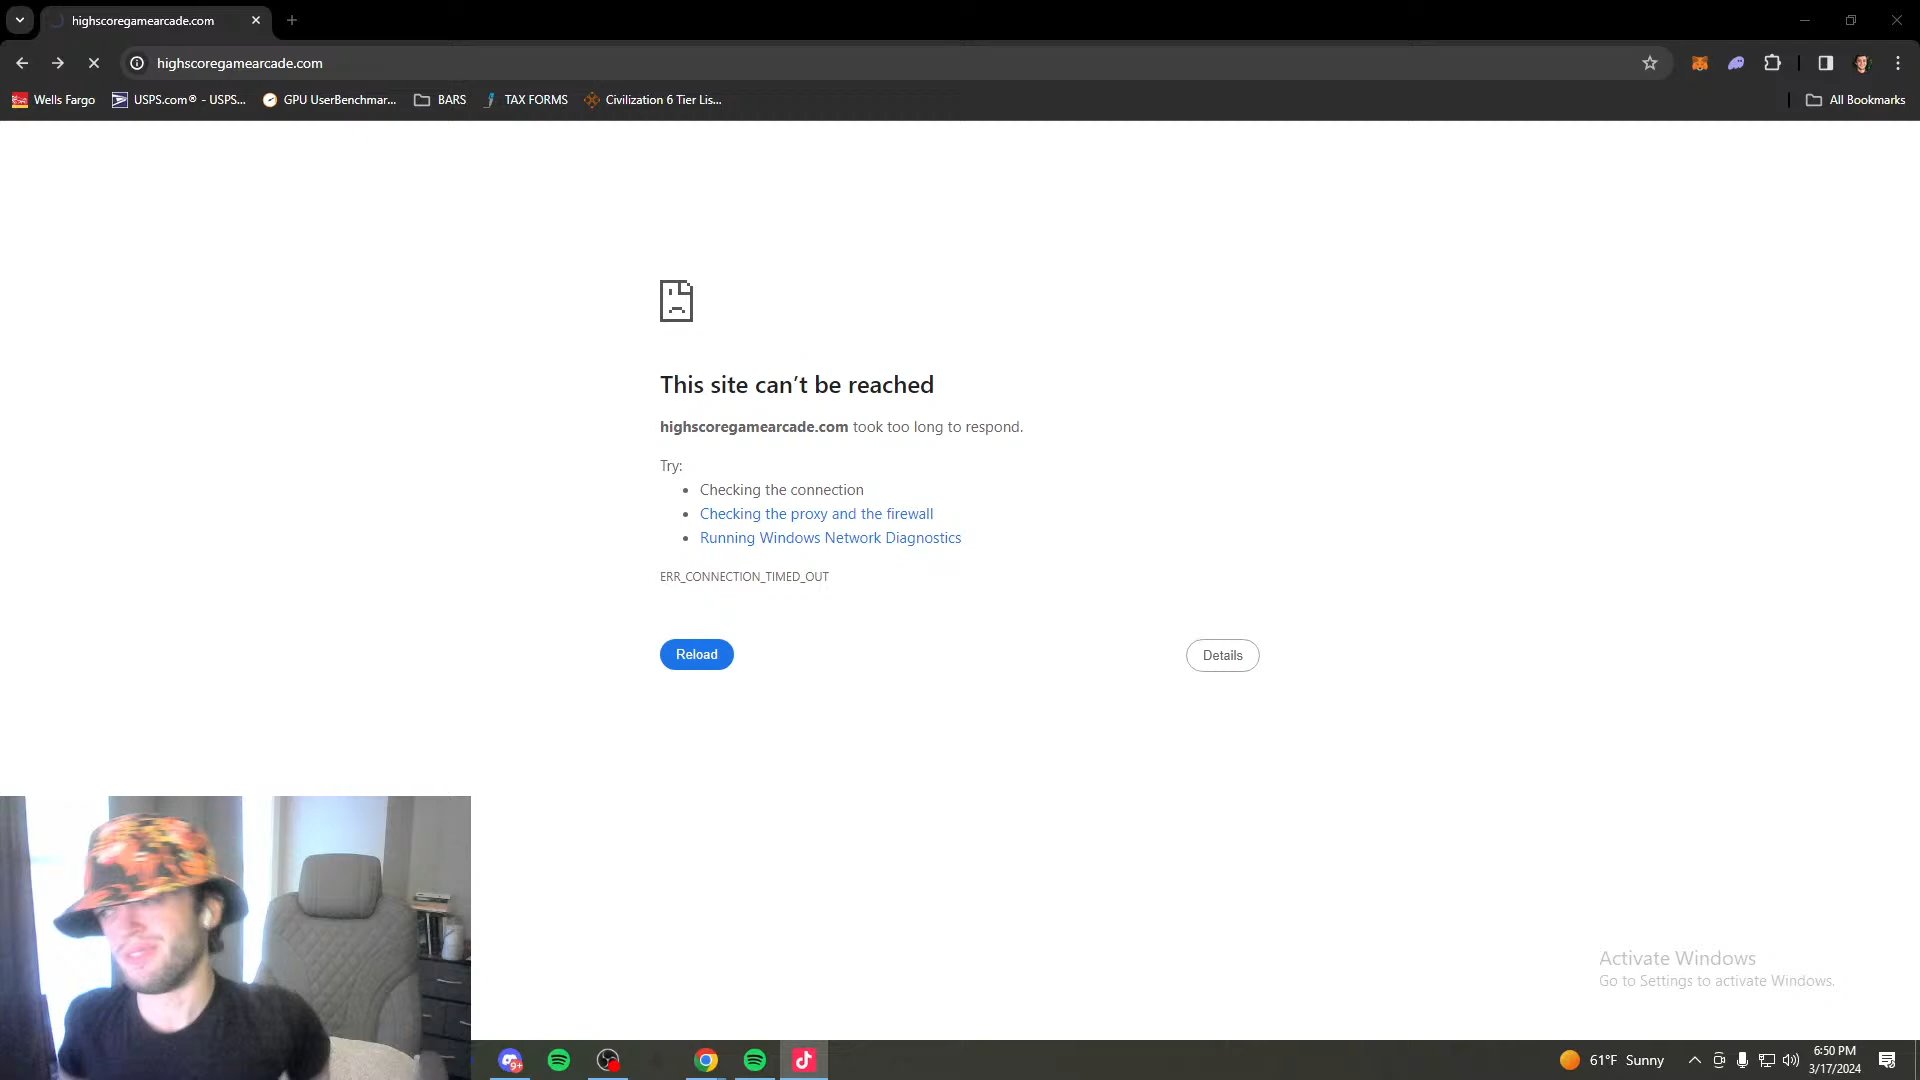 highscoregamearcade.com
highscoregamearcade.com
Wells Fargo
USPS.com® - USPS...
GPU UserBenchmar...
BARS
TAX FORMS
Civilization 6 Tier Lis...
All Bookmarks
This site can’t be reached
highscoregamearcade.com took too long to respond.
Try:
Checking the connection
Checking the proxy and the firewall
Running Windows Network Diagnostics
ERR_CONNECTION_TIMED_OUT
Reload
Details
Activate Windows
Go to Settings to activate Windows.
9+
61°F Sunny
6:50 PM
3/17/2024